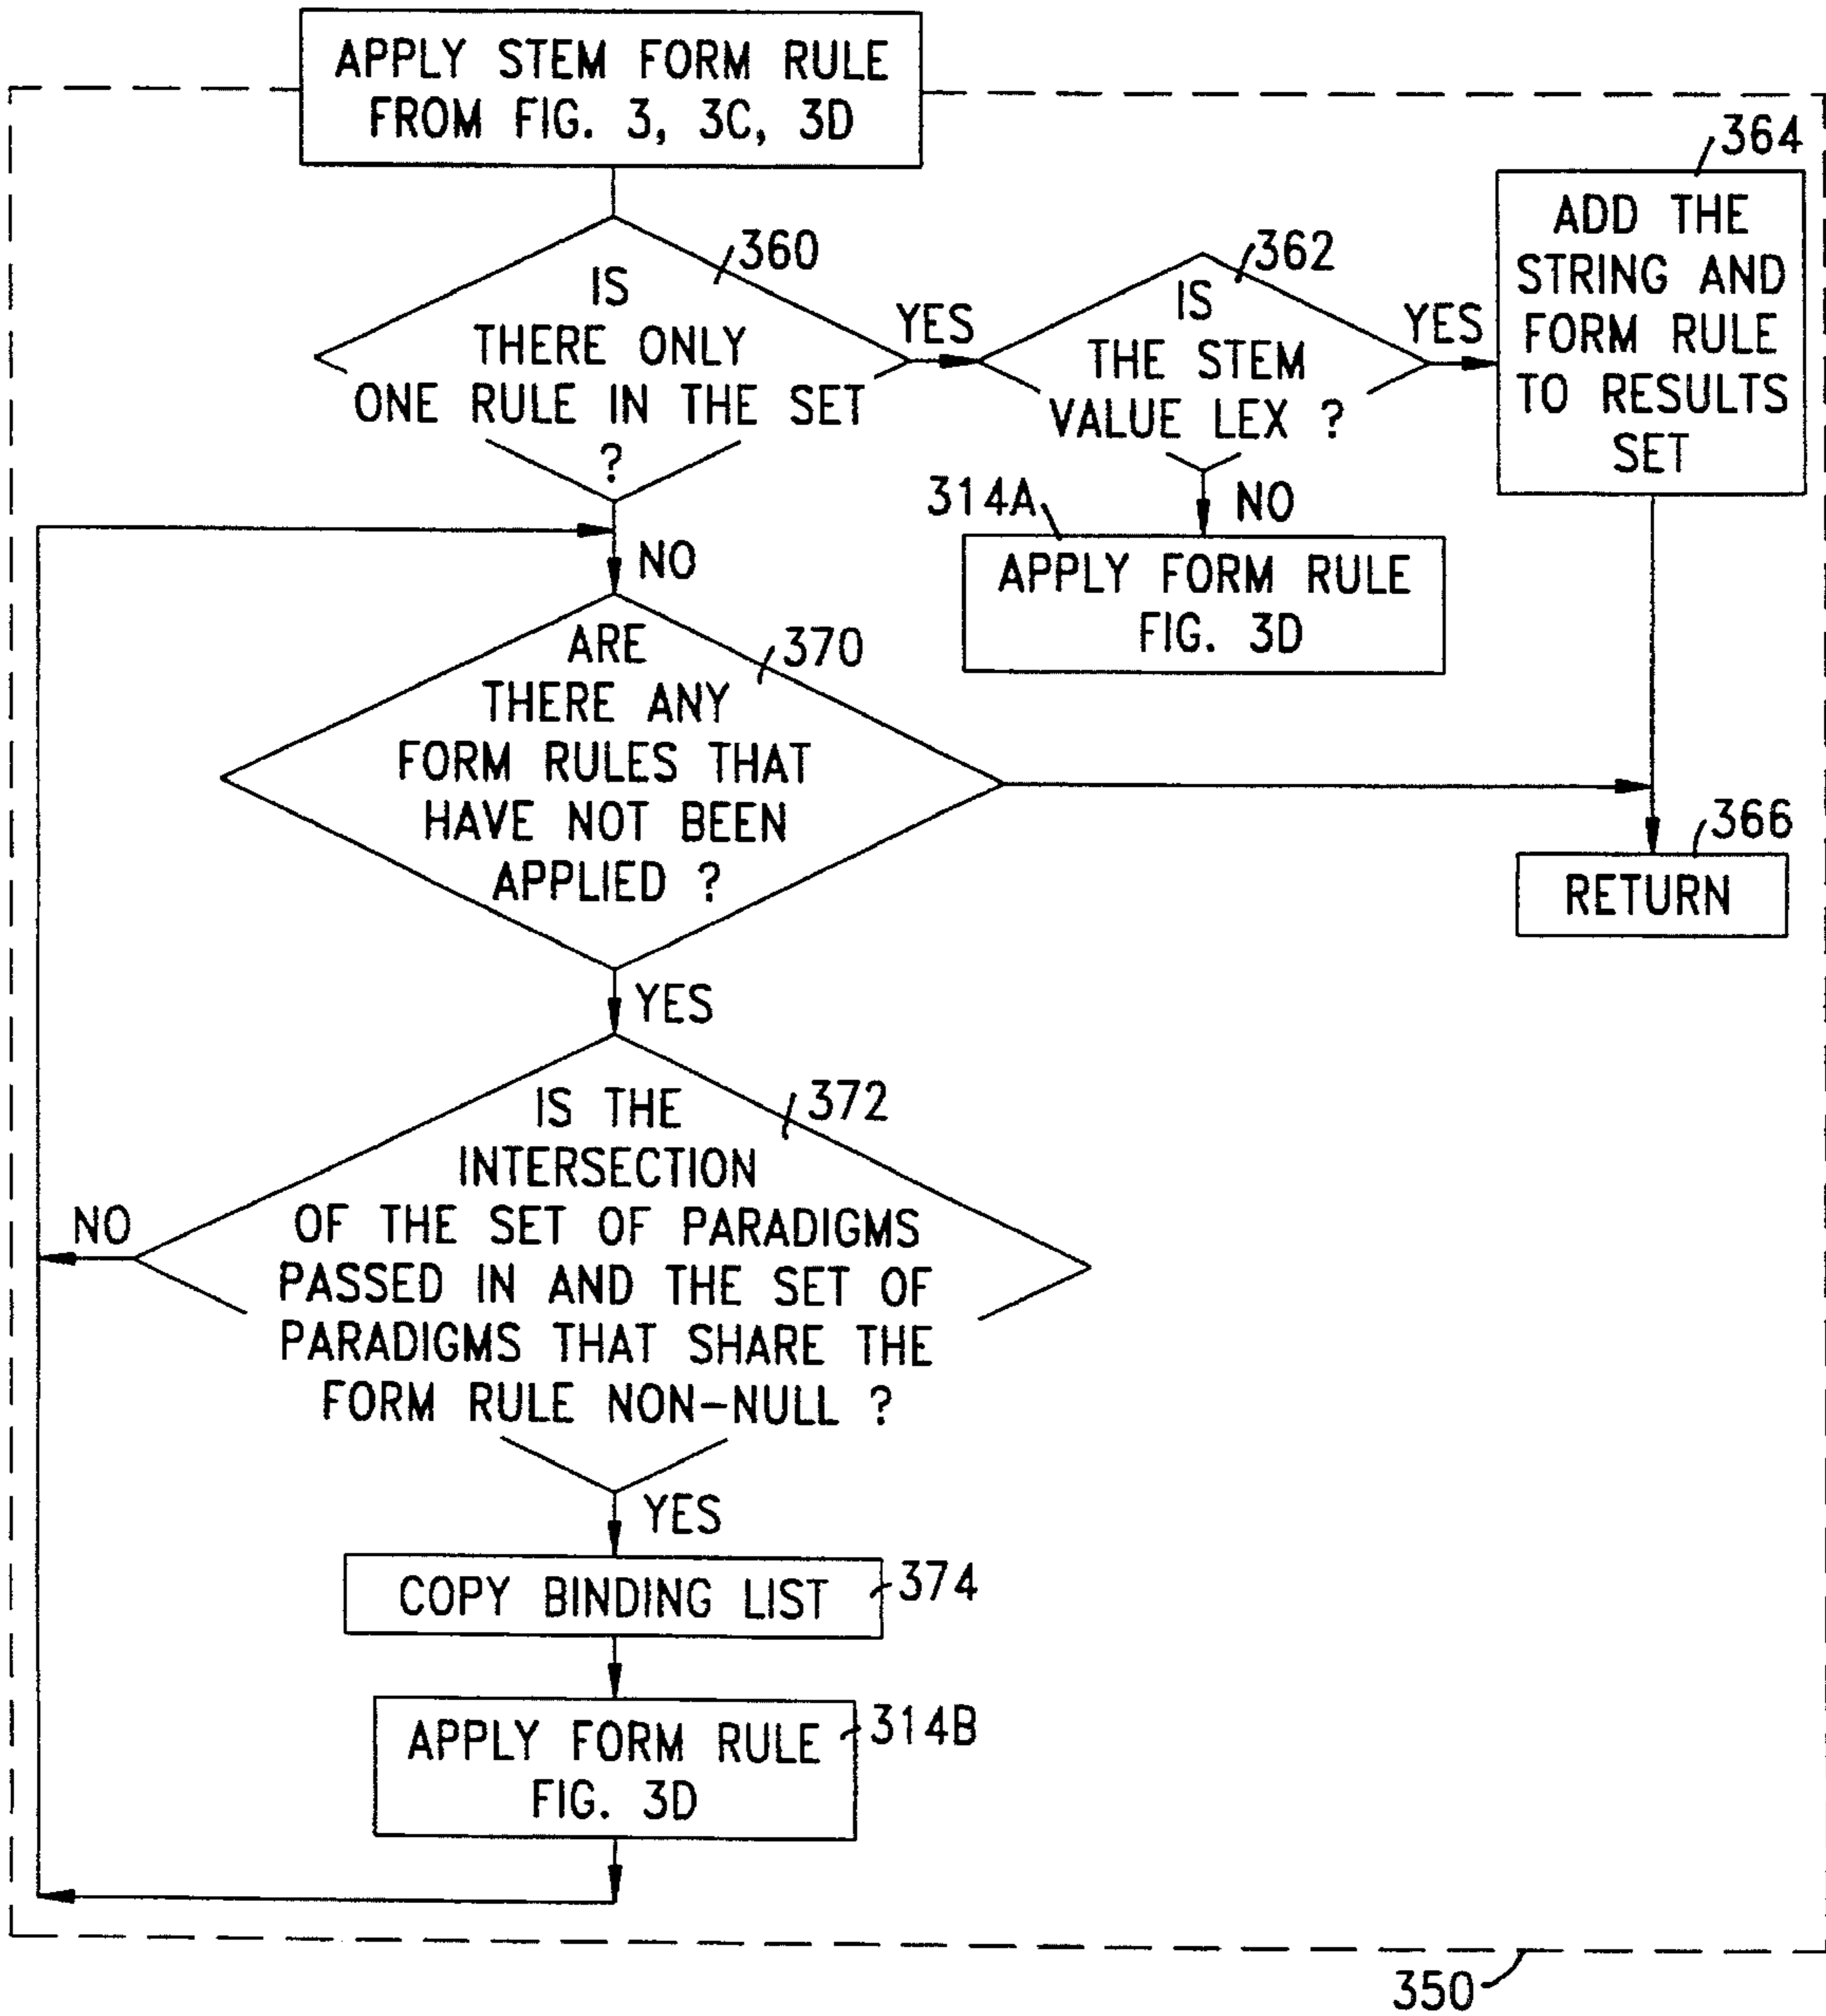 APPLY STEM FORM RULE
FROM FIG. 3, 3C, 3D
364
ADD THE
STRING AND
FORM RULE
TO RESULTS
SET
360
IS
THERE ONLY
ONE RULE IN THE SET
?
YES
362
IS
THE STEM
VALUE LEX ?
YES
NO
314A
APPLY FORM RULE
FIG. 3D
NO
370
ARE
THERE ANY
FORM RULES THAT
HAVE NOT BEEN
APPLIED ?
366
RETURN
YES
372
IS THE
INTERSECTION
OF THE SET OF PARADIGMS
PASSED IN AND THE SET OF
PARADIGMS THAT SHARE THE
FORM RULE NON-NULL ?
NO
YES
COPY BINDING LIST
374
APPLY FORM RULE
FIG. 3D
314B
350